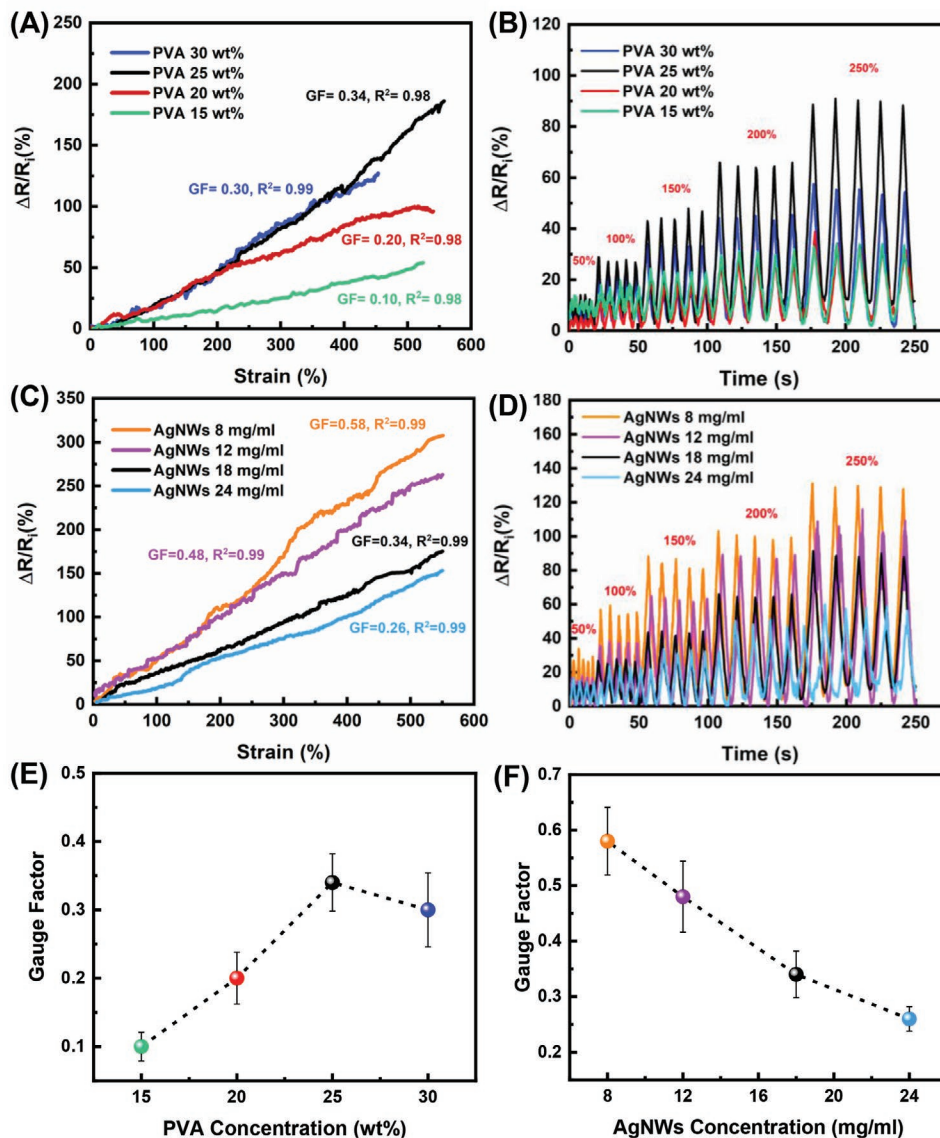 (A)
250
200
150
100
50
0
ΔR/Rᵢ(%)
PVA 30 wt%
PVA 25 wt%
PVA 20 wt%
PVA 15 wt%
GF= 0.34, R²= 0.98
GF= 0.30, R²= 0.99
GF= 0.20, R²=0.98
GF= 0.10, R²= 0.98
0 100 200 300 400 500 600
Strain (%)
(B)
120
100
80
60
40
20
0
ΔR/Rᵢ(%)
PVA 30 wt%
PVA 25 wt%
PVA 20 wt%
PVA 15 wt%
50%
100%
150%
200%
250%
0 50 100 150 200 250
Time (s)
(C)
350
300
250
200
150
100
50
0
ΔR/Rᵢ(%)
AgNWs 8 mg/ml
AgNWs 12 mg/ml
AgNWs 18 mg/ml
AgNWs 24 mg/ml
GF=0.58, R²=0.99
GF=0.48, R²=0.99
GF=0.34, R²=0.99
GF=0.26, R²=0.99
0 100 200 300 400 500 600
Strain (%)
(D)
180
160
140
120
100
80
60
40
20
0
ΔR/Rᵢ(%)
AgNWs 8 mg/ml
AgNWs 12 mg/ml
AgNWs 18 mg/ml
AgNWs 24 mg/ml
50%
100%
150%
200%
250%
0 50 100 150 200 250
Time (s)
(E)
0.5
0.4
0.3
0.2
0.1
Gauge Factor
15 20 25 30
PVA Concentration (wt%)
(F)
0.7
0.6
0.5
0.3
0.2
Gauge Factor
8 12 16 20 24
AgNWs Concentration (mg/ml)